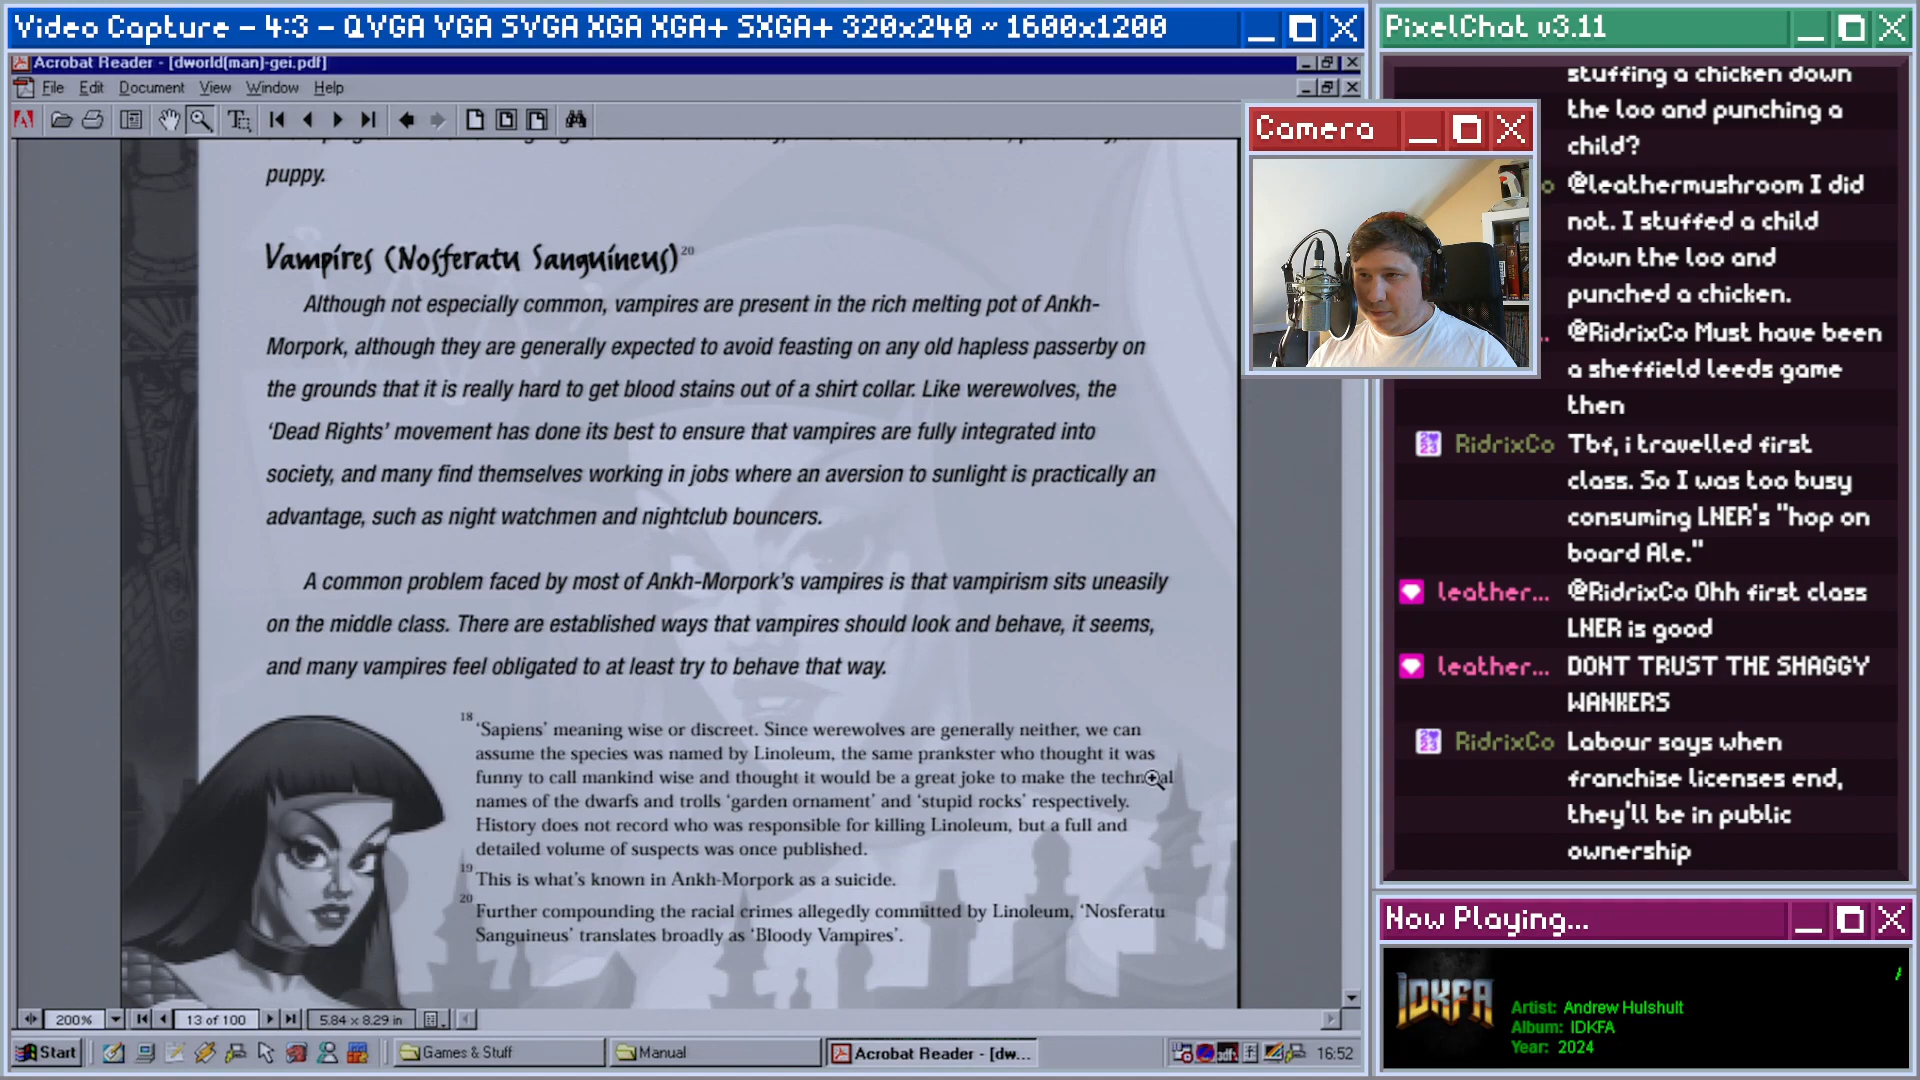 Video Capture - 4:3 - QVGA VGA SVGA XGA XGA+ SXGA+ 320x240 ~ 1600x1200
Acrobat Reader - [dworld(man)-gei.pdf]
File Edit Document View Window Help
puppy.
Vampires (Nosferatu Sanguineus)20
Although not especially common, vampires are present in the rich melting pot of Ankh-
Morpork, although they are generally expected to avoid feasting on any old hapless passerby on
the grounds that it is really hard to get blood stains out of a shirt collar. Like werewolves, the
‘Dead Rights’ movement has done its best to ensure that vampires are fully integrated into
society, and many find themselves working in jobs where an aversion to sunlight is practically an
advantage, such as night watchmen and nightclub bouncers.
A common problem faced by most of Ankh-Morpork’s vampires is that vampirism sits uneasily
on the middle class. There are established ways that vampires should look and behave, it seems,
and many vampires feel obligated to at least try to behave that way.
18 ‘Sapiens’ meaning wise or discreet. Since werewolves are generally neither, we can
assume the species was named by Linoleum, the same prankster who thought it was
funny to call mankind wise and thought it would be a great joke to make the technical
names of the dwarfs and trolls ‘garden ornament’ and ‘stupid rocks’ respectively.
History does not record who was responsible for killing Linoleum, but a full and
detailed volume of suspects was once published.
19 This is what’s known in Ankh-Morpork as a suicide.
20 Further compounding the racial crimes allegedly committed by Linoleum, ‘Nosferatu
Sanguineus’ translates broadly as ‘Bloody Vampires’.
200% 13 of 100 5.84 x 8.29 in
Start Games & Stuff Manual Acrobat Reader - [dw... 16:52
Camera
PixelChat v3.11
stuffing a chicken down
the loo and punching a
child?
@leathermushroom I did
not. I stuffed a child
down the loo and
punched a chicken.
@RidrixCo Must have been
a sheffield leeds game
then
RidrixCo Tbf, i travelled first
class. So I was too busy
consuming LNER's "hop on
board Ale."
leather... @RidrixCo Ohh first class
LNER is good
leather... DONT TRUST THE SHAGGY
WANKERS
RidrixCo Labour says when
franchise licenses end,
they'll be in public
ownership
Now Playing...
IDKFA
Artist: Andrew Hulshult
Album: IDKFA
Year: 2024